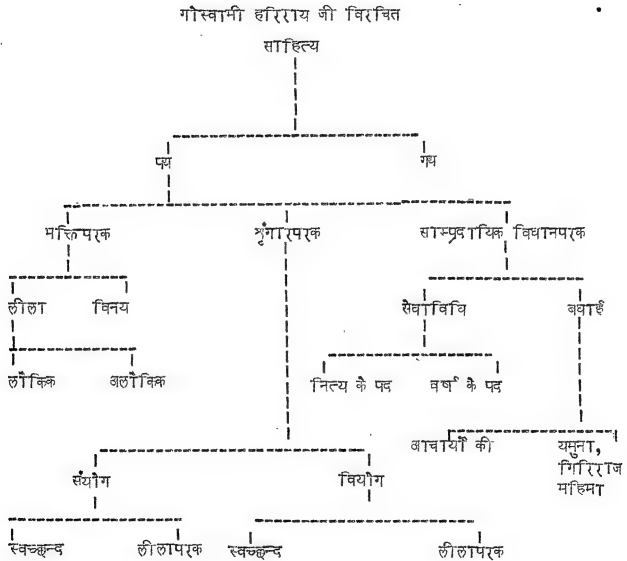 गोस्वामी हरिराय जी विरचित
साहित्य
पद्य गद्य
भक्तिपरक शृंगारपरक साम्प्रदायिक विधानपरक
लीला विनय सेवाविधि बधाई
लौकिक अलौकिक नित्य के पद वर्ष के पद
आचार्यों की यमुना,
गिरिराज
महिमा
संयोग वियोग
स्वच्छन्द लीलापरक स्वच्छन्द लीलापरक